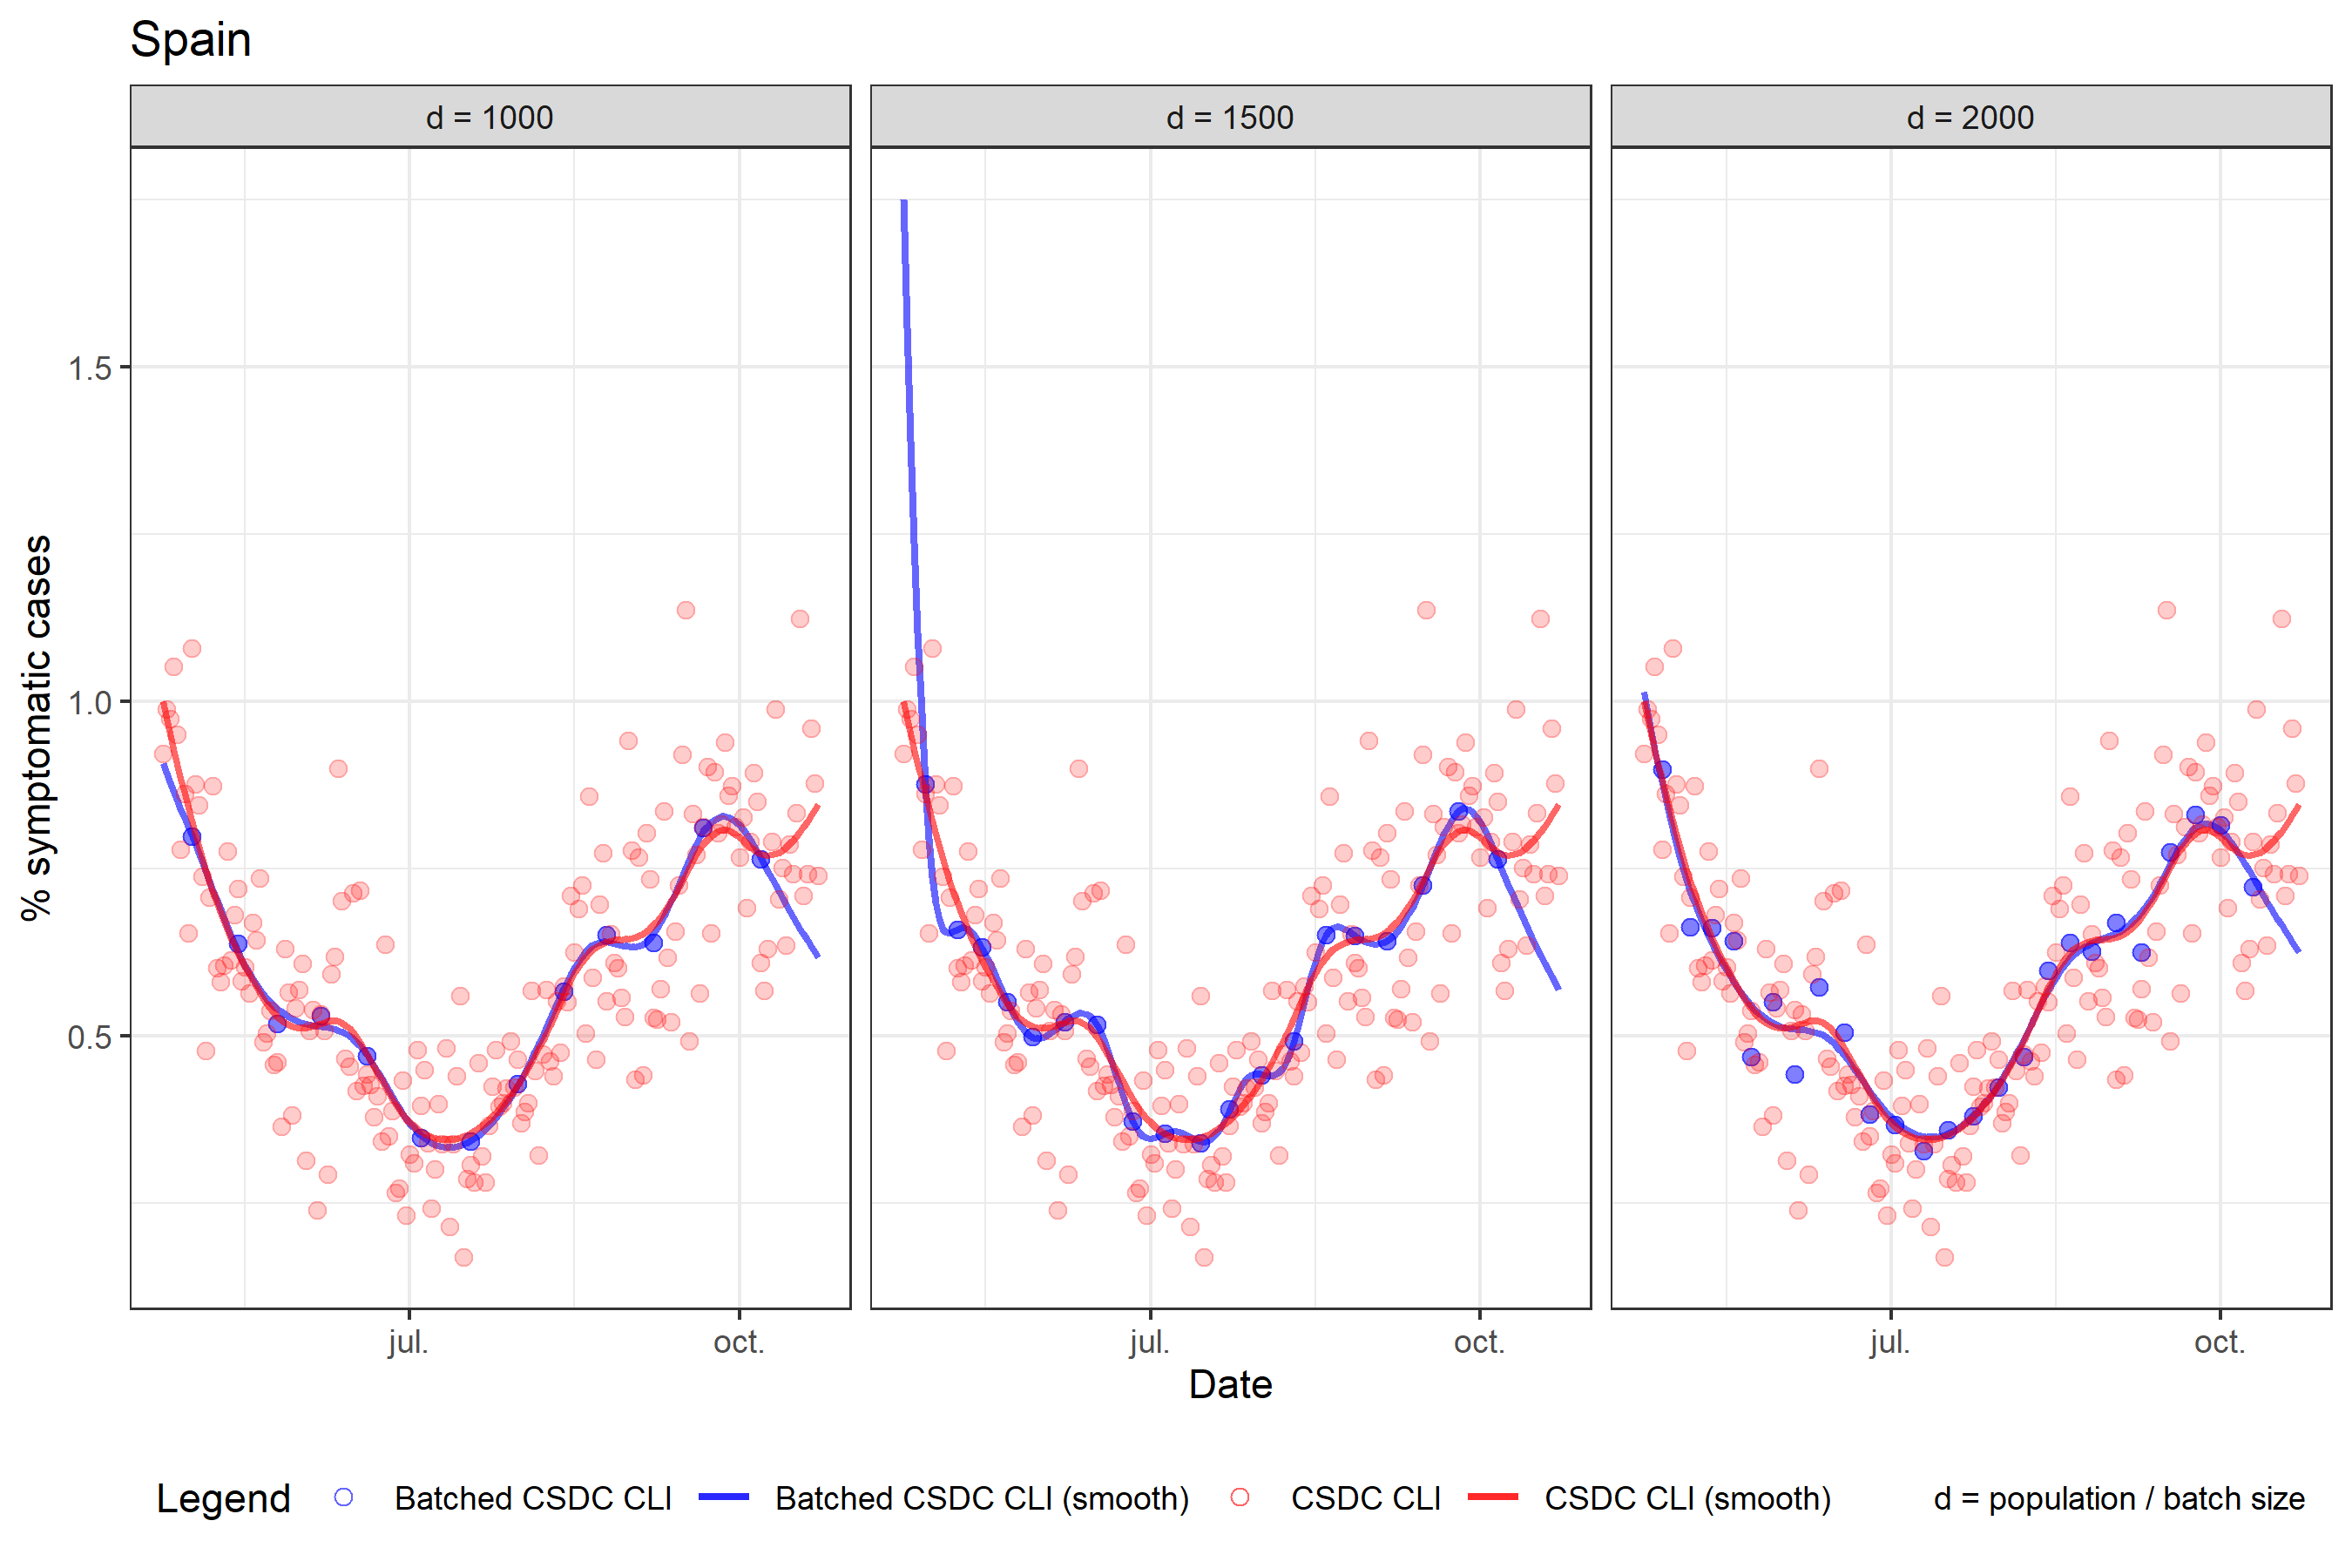 Spain
d = 1000
d = 1500
d = 2000
% symptomatic cases
1.5
1.0
0.5
jul.
oct.
jul.
oct.
jul.
oct.
Date
Legend
Batched CSDC CLI
Batched CSDC CLI (smooth)
CSDC CLI
CSDC CLI (smooth)
d = population / batch size